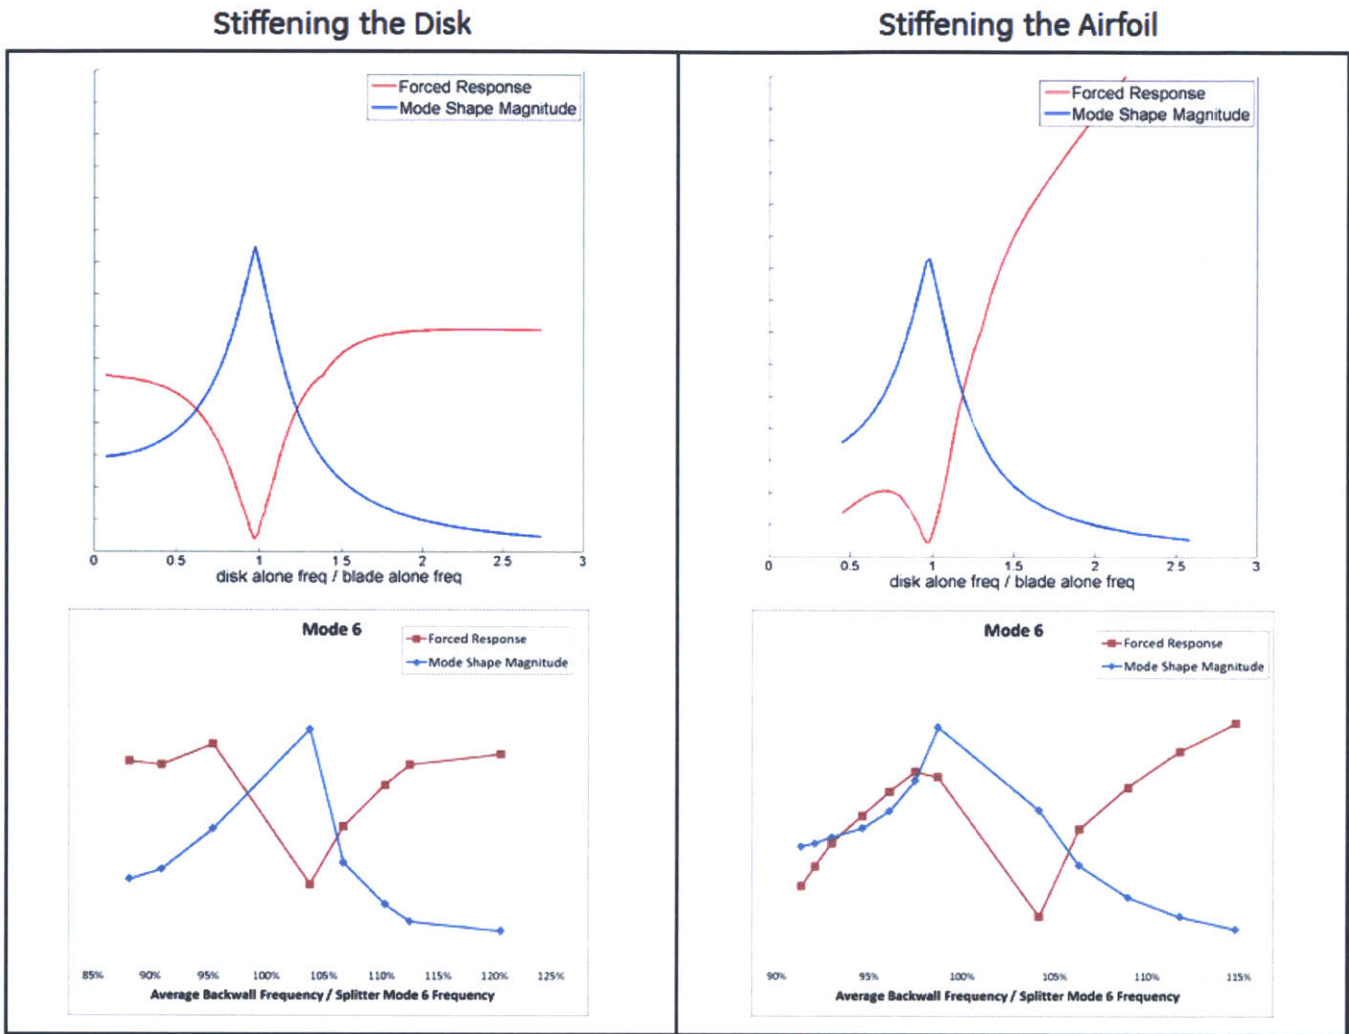 Stiffening the Disk
Stiffening the Airfoil
Forced Response
Mode Shape Magnitude
0 0.5 1 1.5 2 2.5 3
disk alone freq / blade alone freq
Forced Response
Mode Shape Magnitude
0 0.5 1 1.5 2 2.5 3
disk alone freq / blade alone freq
Mode 6
Forced Response
Mode Shape Magnitude
85% 90% 95% 100% 105% 110% 115% 120% 125%
Average Backwall Frequency / Splitter Mode 6 Frequency
Mode 6
Forced Response
Mode Shape Magnitude
90% 95% 100% 105% 110% 115%
Average Backwall Frequency / Splitter Mode 6 Frequency